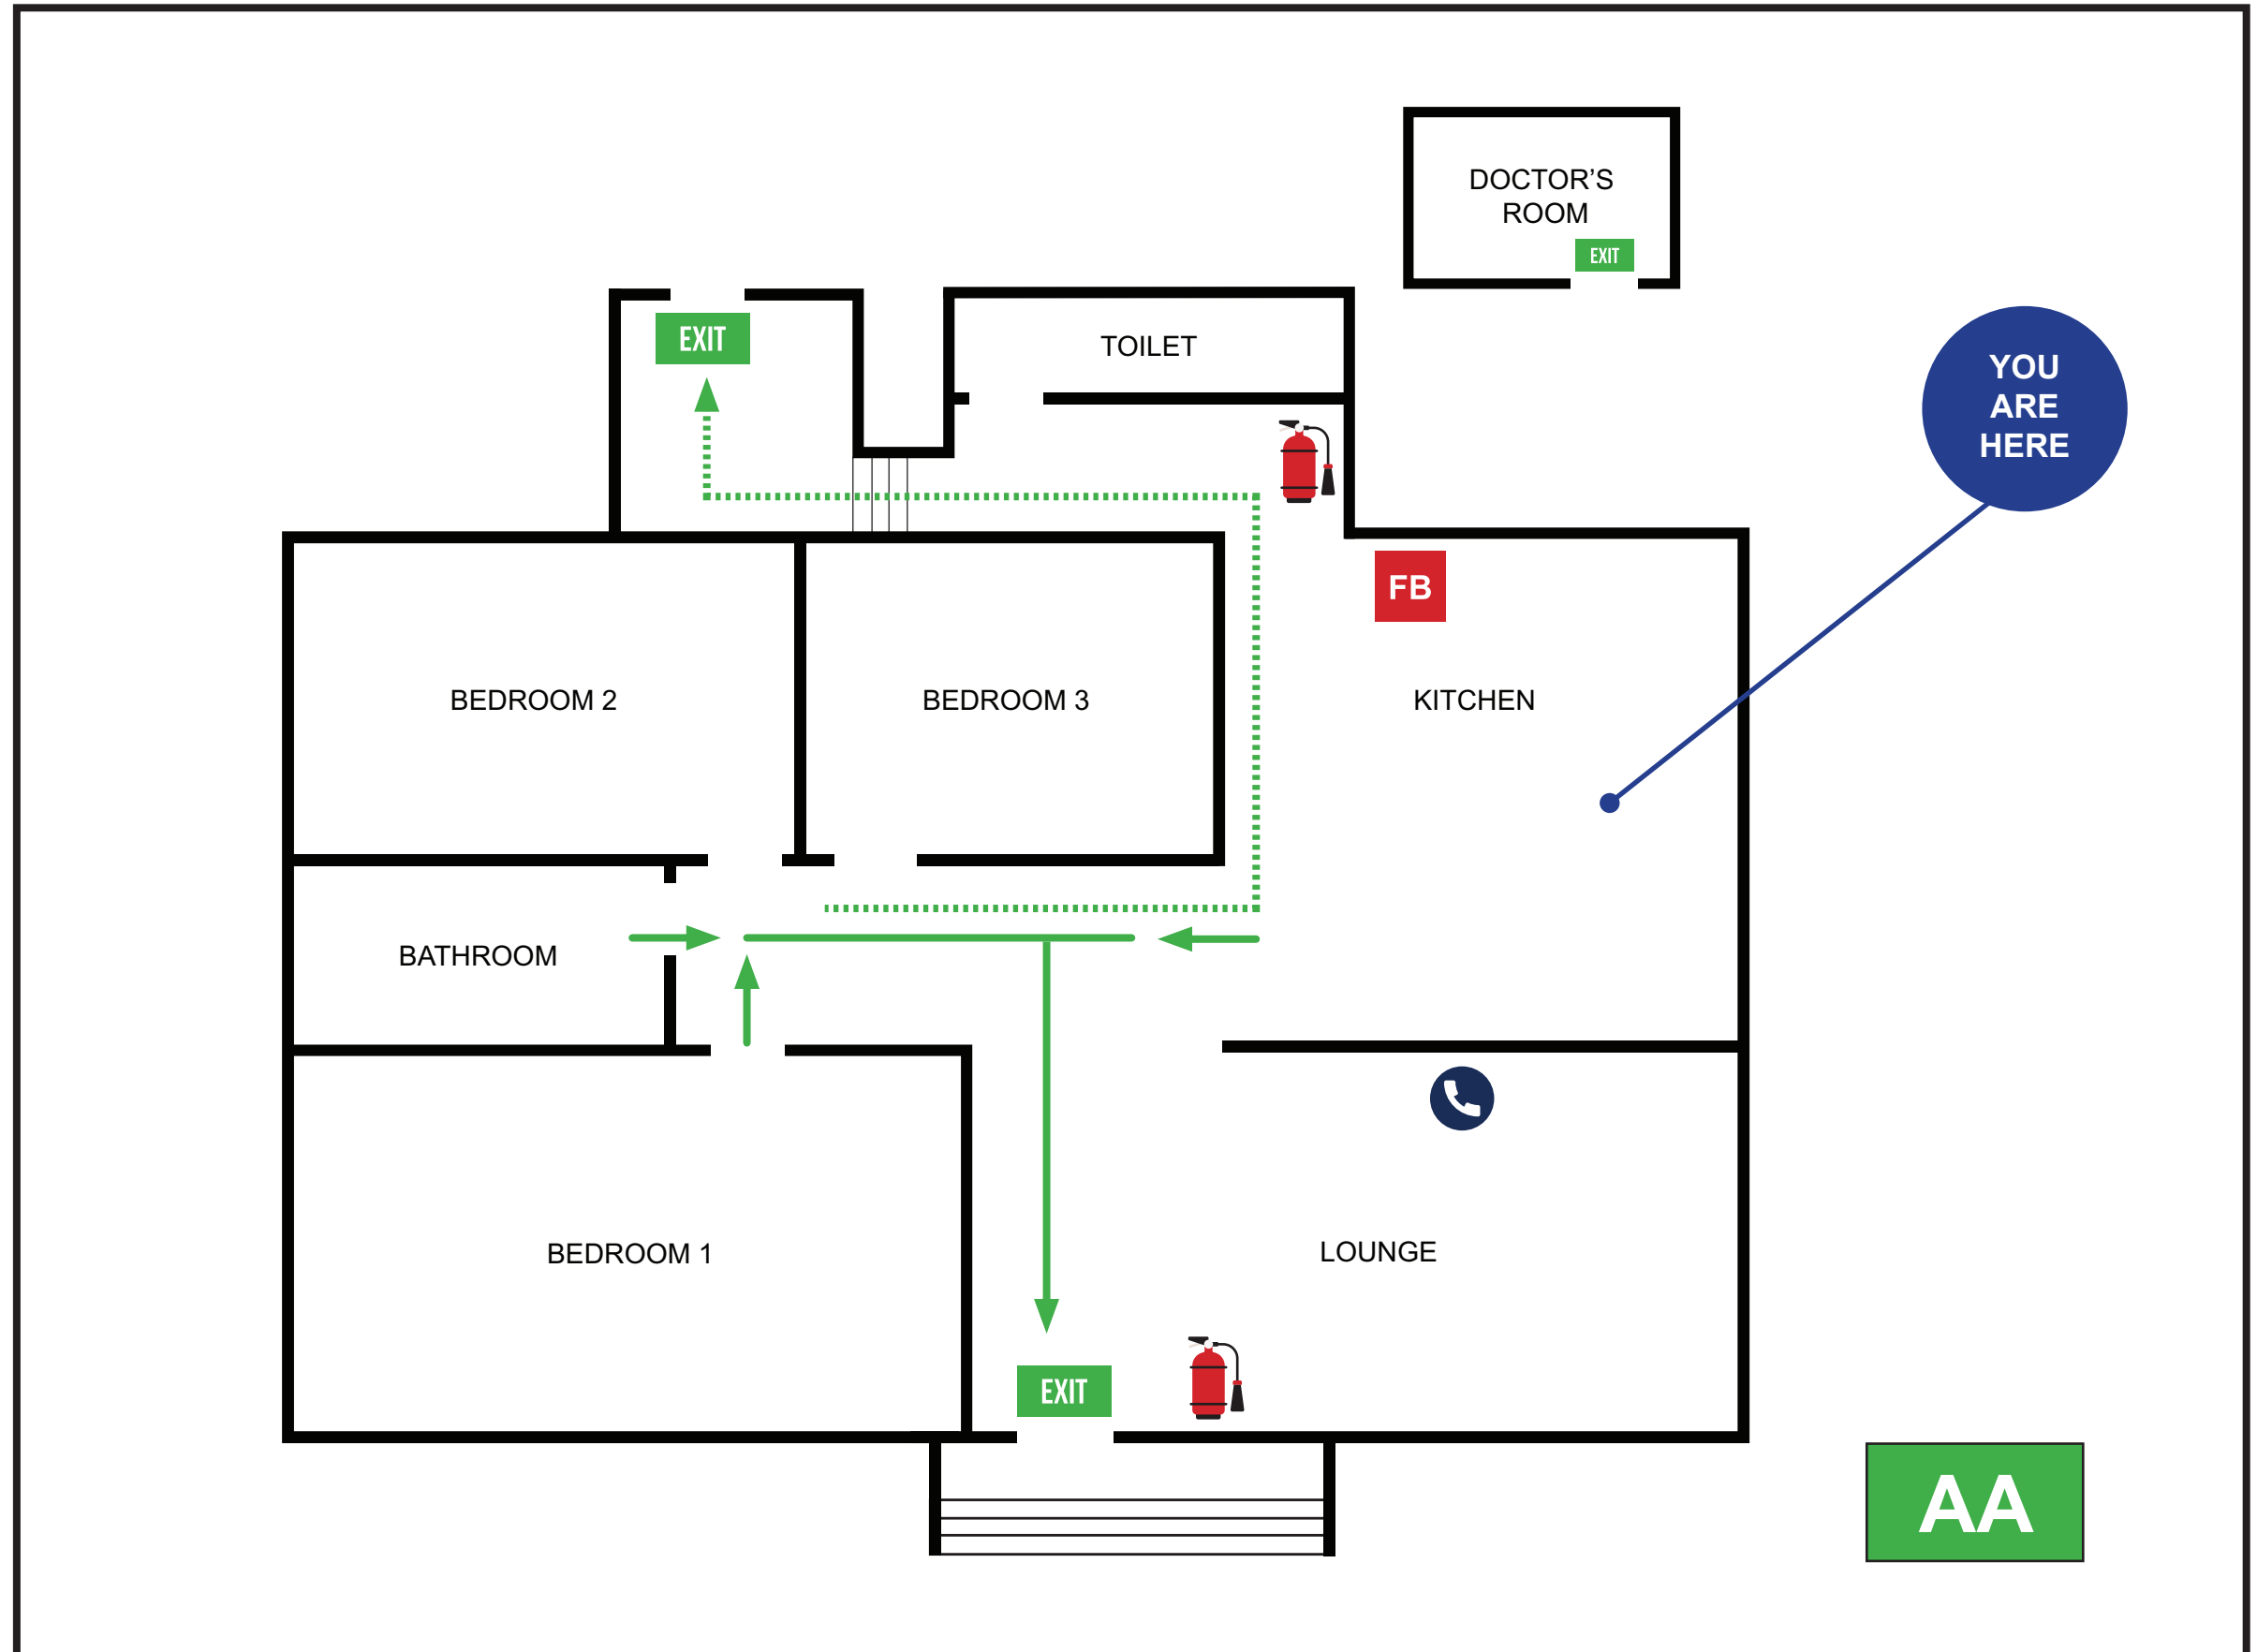 DOCTOR’S
ROOM
EXIT
EXIT
TOILET
YOU
ARE
HERE
FB
BEDROOM 2
BEDROOM 3
KITCHEN
BATHROOM
BEDROOM 1
LOUNGE
EXIT
AA